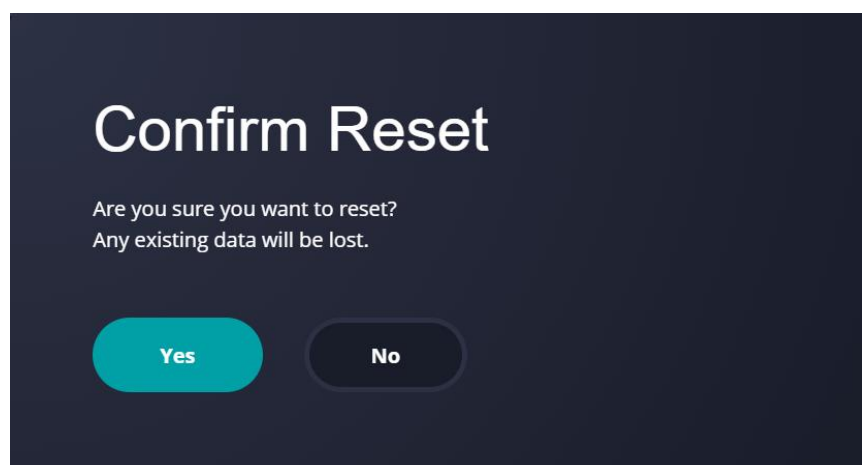 Confirm Reset
Are you sure you want to reset?
Any existing data will be lost.
Yes No